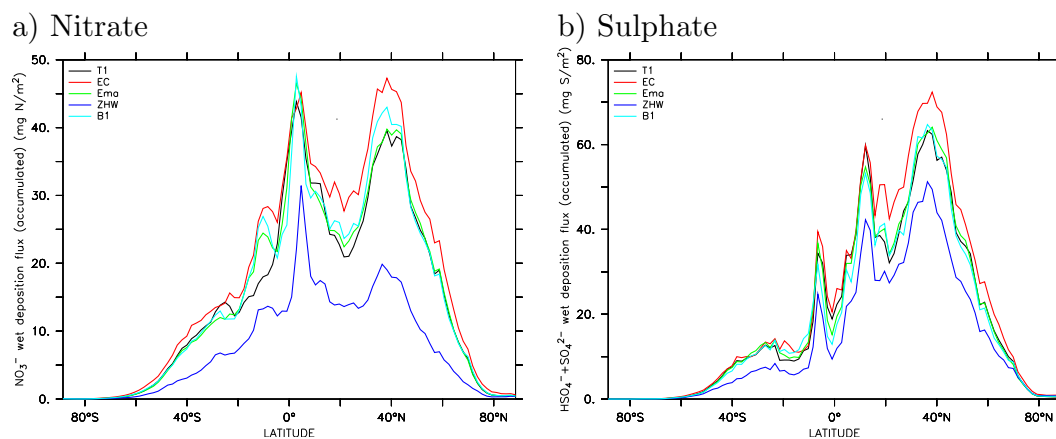 a) Nitrate
NO₃⁻ wet deposition flux (accumulated) (mg N/m²)
50.
40.
30.
20.
10.
0.
T1
EC
Ema
ZHW
B1
80°S
40°S
0°
40°N
80°N
LATITUDE
b) Sulphate
HSO₄⁻+SO₄²⁻ wet deposition flux (accumulated) (mg S/m²)
80.
60.
40.
20.
0.
T1
EC
Ema
ZHW
B1
80°S
40°S
0°
40°N
80°N
LATITUDE